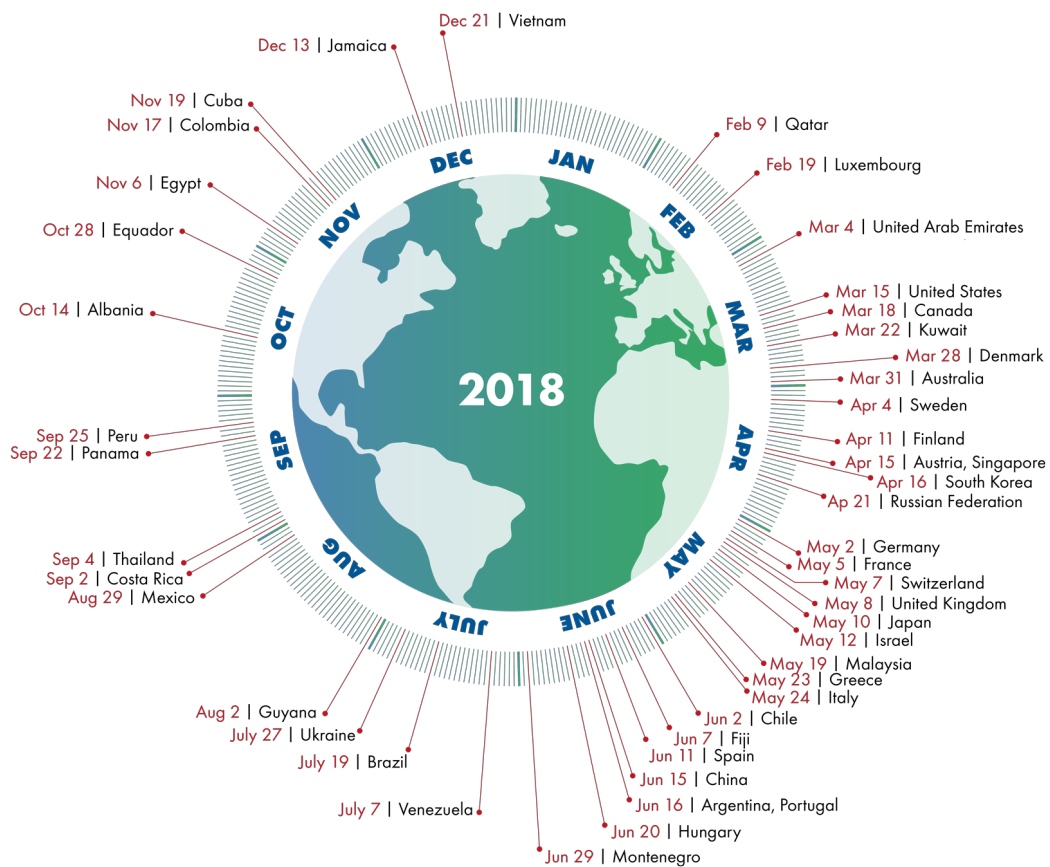 Dec 21 | Vietnam
Dec 13 | Jamaica
Nov 19 | Cuba
Nov 17 | Colombia
Nov 6 | Egypt
Oct 28 | Equador
Oct 14 | Albania
Sep 25 | Peru
Sep 22 | Panama
Sep 4 | Thailand
Sep 2 | Costa Rica
Aug 29 | Mexico
Aug 2 | Guyana
July 27 | Ukraine
July 19 | Brazil
July 7 | Venezuela
Feb 9 | Qatar
Feb 19 | Luxembourg
Mar 4 | United Arab Emirates
Mar 15 | United States
Mar 18 | Canada
Mar 22 | Kuwait
Mar 28 | Denmark
Mar 31 | Australia
Apr 4 | Sweden
Apr 11 | Finland
Apr 15 | Austria, Singapore
Apr 16 | South Korea
Ap 21 | Russian Federation
May 2 | Germany
May 5 | France
May 7 | Switzerland
May 8 | United Kingdom
May 10 | Japan
May 12 | Israel
May 19 | Malaysia
May 23 | Greece
May 24 | Italy
Jun 2 | Chile
Jun 7 | Fiji
Jun 11 | Spain
Jun 15 | China
Jun 16 | Argentina, Portugal
Jun 20 | Hungary
Jun 29 | Montenegro
JAN
FEB
MAR
APR
MAY
JUNE
JULY
AUG
SEP
OCT
NOV
DEC
2018